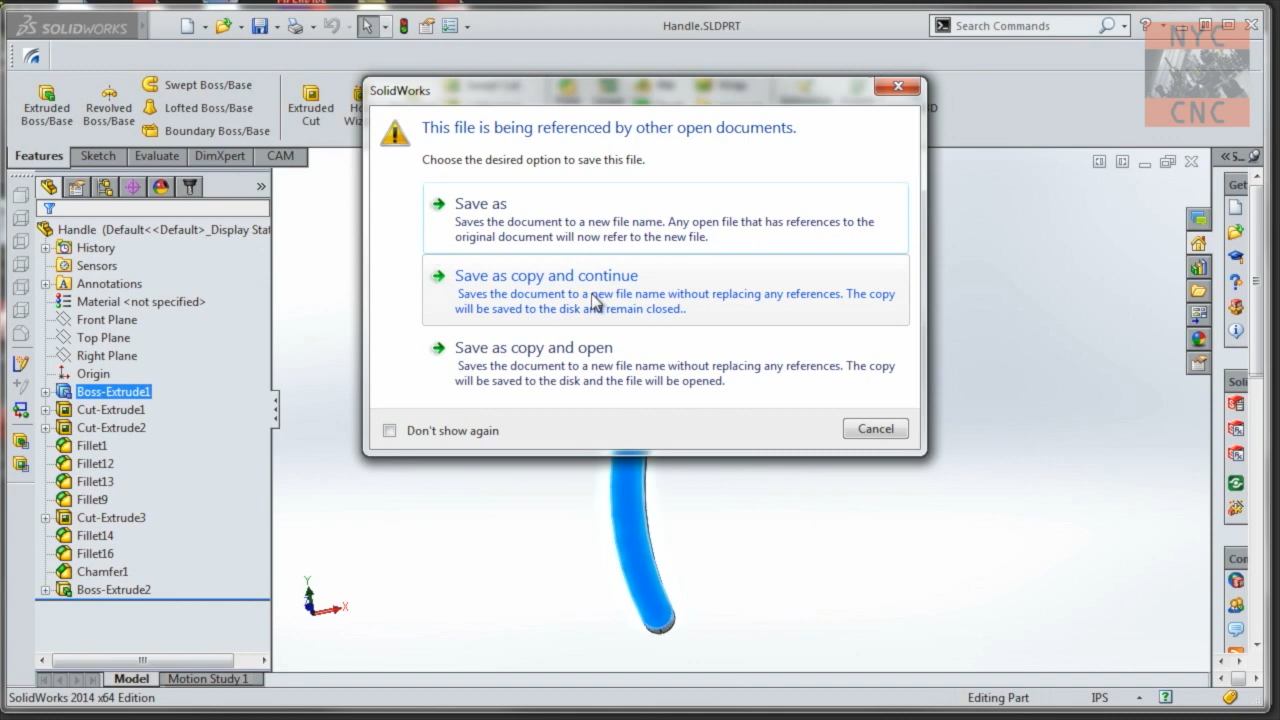 SOLIDWORKS
Handle.SLDPRT
Search Commands
NYC
CNC
Extruded
Boss/Base
Revolved
Boss/Base
Swept Boss/Base
Lofted Boss/Base
Boundary Boss/Base
Extruded
Cut
Features
Sketch
Evaluate
DimXpert
CAM
Handle (Default<<Default>_Display Stat
History
Sensors
Annotations
Material <not specified>
Front Plane
Top Plane
Right Plane
Origin
Boss-Extrude1
Cut-Extrude1
Cut-Extrude2
Fillet1
Fillet12
Fillet13
Fillet9
Cut-Extrude3
Fillet14
Fillet16
Chamfer1
Boss-Extrude2
SolidWorks
This file is being referenced by other open documents.
Choose the desired option to save this file.
Save as
Saves the document to a new file name. Any open file that has references to the
original document will now refer to the new file.
Save as copy and continue
Saves the document to a new file name without replacing any references. The copy
will be saved to the disk and remain closed..
Save as copy and open
Saves the document to a new file name without replacing any references. The copy
will be saved to the disk and the file will be opened.
Don't show again
Cancel
Y
X
S...
Get
Soli
Con
Model
Motion Study 1
SolidWorks 2014 x64 Edition
Editing Part
IPS